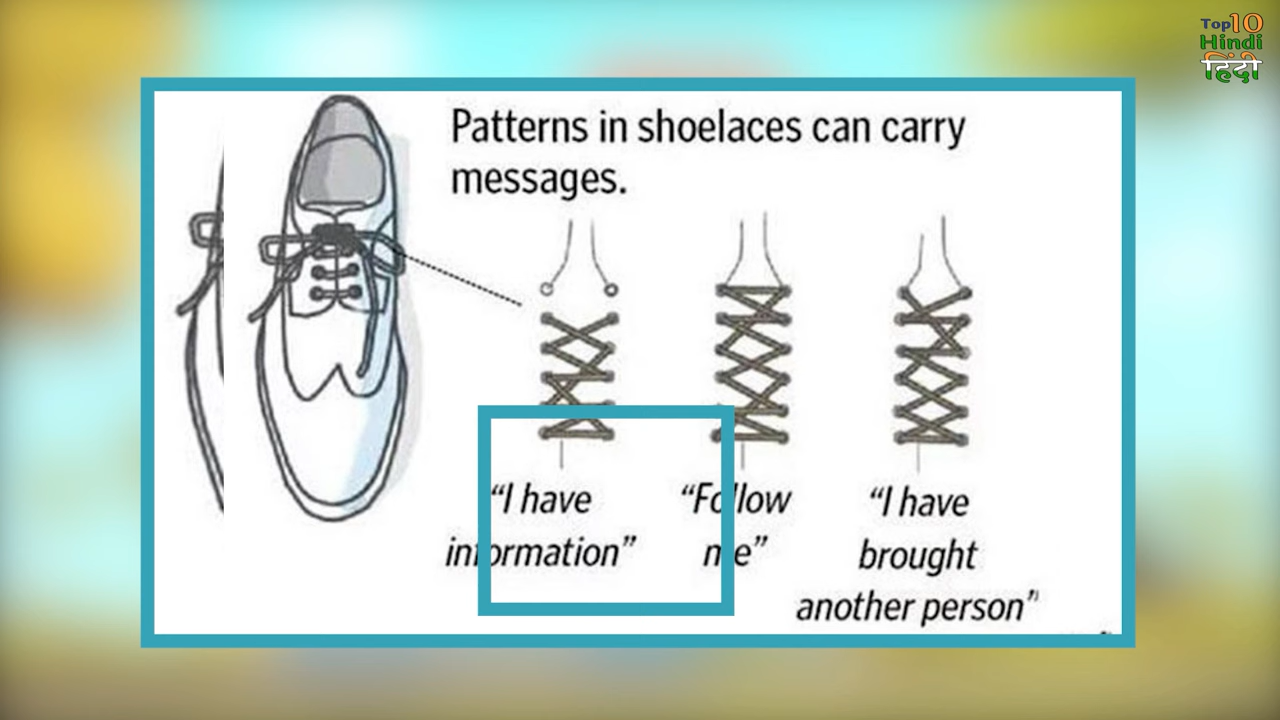 Top10
Hindi
हिंदी
Patterns in shoelaces can carry
messages.
“I have
information”
“Follow
me”
“I have
brought
another person”